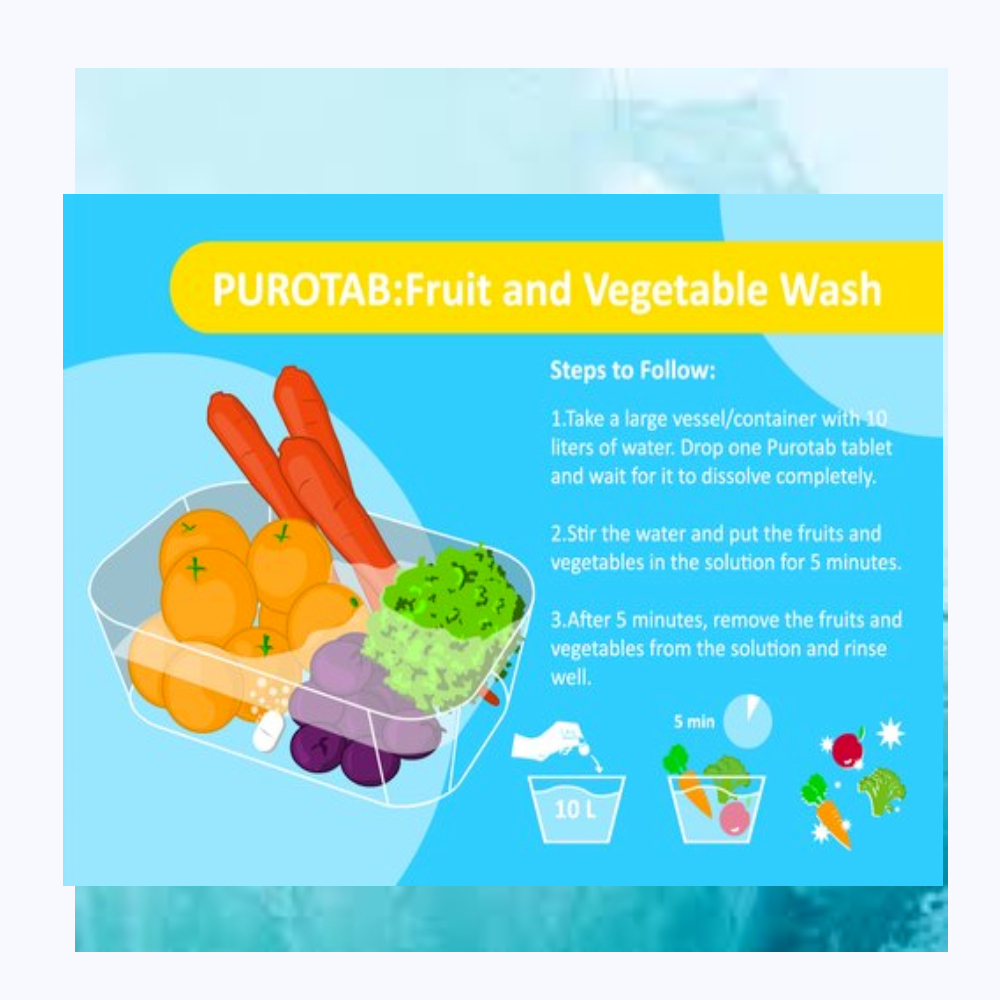 PUROTAB:Fruit and Vegetable Wash
Steps to Follow:
1.Take a large vessel/container with 10
liters of water. Drop one Purotab tablet
and wait for it to dissolve completely.
2.Stir the water and put the fruits and
vegetables in the solution for 5 minutes.
3.After 5 minutes, remove the fruits and
vegetables from the solution and rinse
well.
5 min
10 L